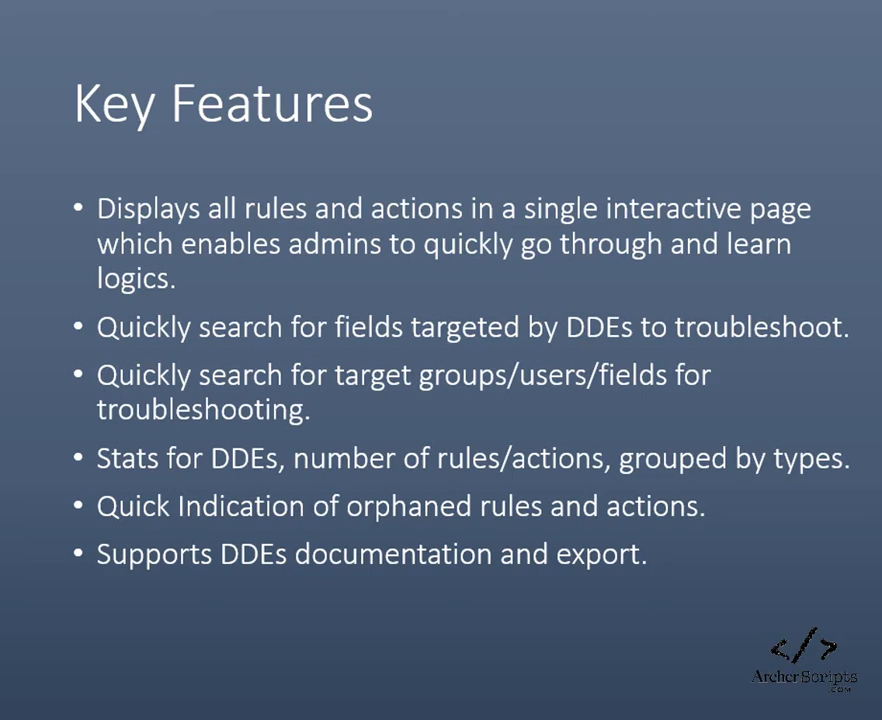 Key Features
• Displays all rules and actions in a single interactive page
which enables admins to quickly go through and learn
logics.
• Quickly search for fields targeted by DDEs to troubleshoot.
• Quickly search for target groups/users/fields for
troubleshooting.
• Stats for DDEs, number of rules/actions, grouped by types.
• Quick Indication of orphaned rules and actions.
• Supports DDEs documentation and export.
</>
ArcherScripts
.COM